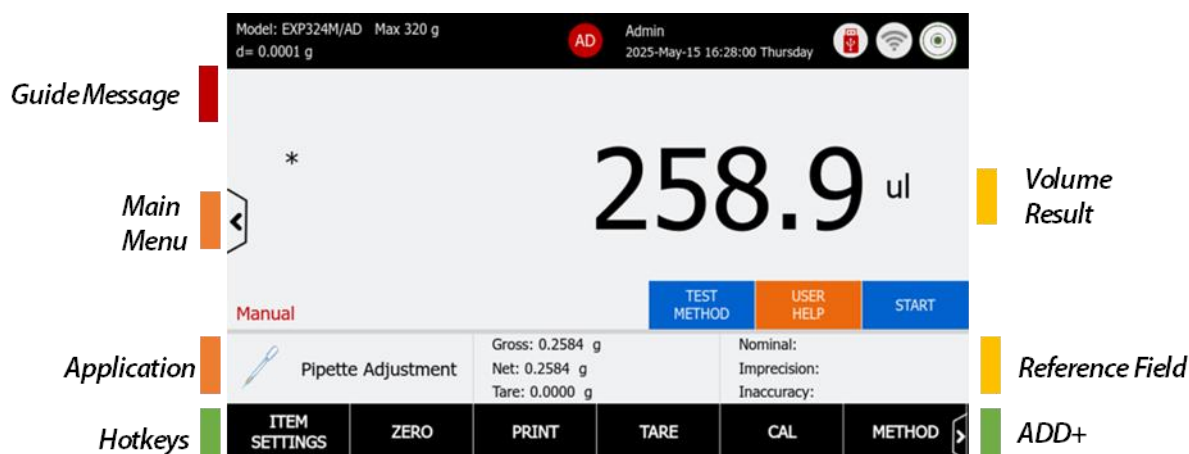 Model: EXP324M/AD Max 320 g
d= 0.0001 g
AD
Admin
2025-May-15 16:28:00 Thursday
Guide Message
*
258.9 ul
Volume
Result
Main
Menu
Manual
TEST
METHOD
USER
HELP
START
Application
Pipette Adjustment
Gross: 0.2584 g
Net: 0.2584 g
Tare: 0.0000 g
Nominal:
Imprecision:
Inaccuracy:
Reference Field
Hotkeys
ITEM
SETTINGS
ZERO
PRINT
TARE
CAL
METHOD
ADD+